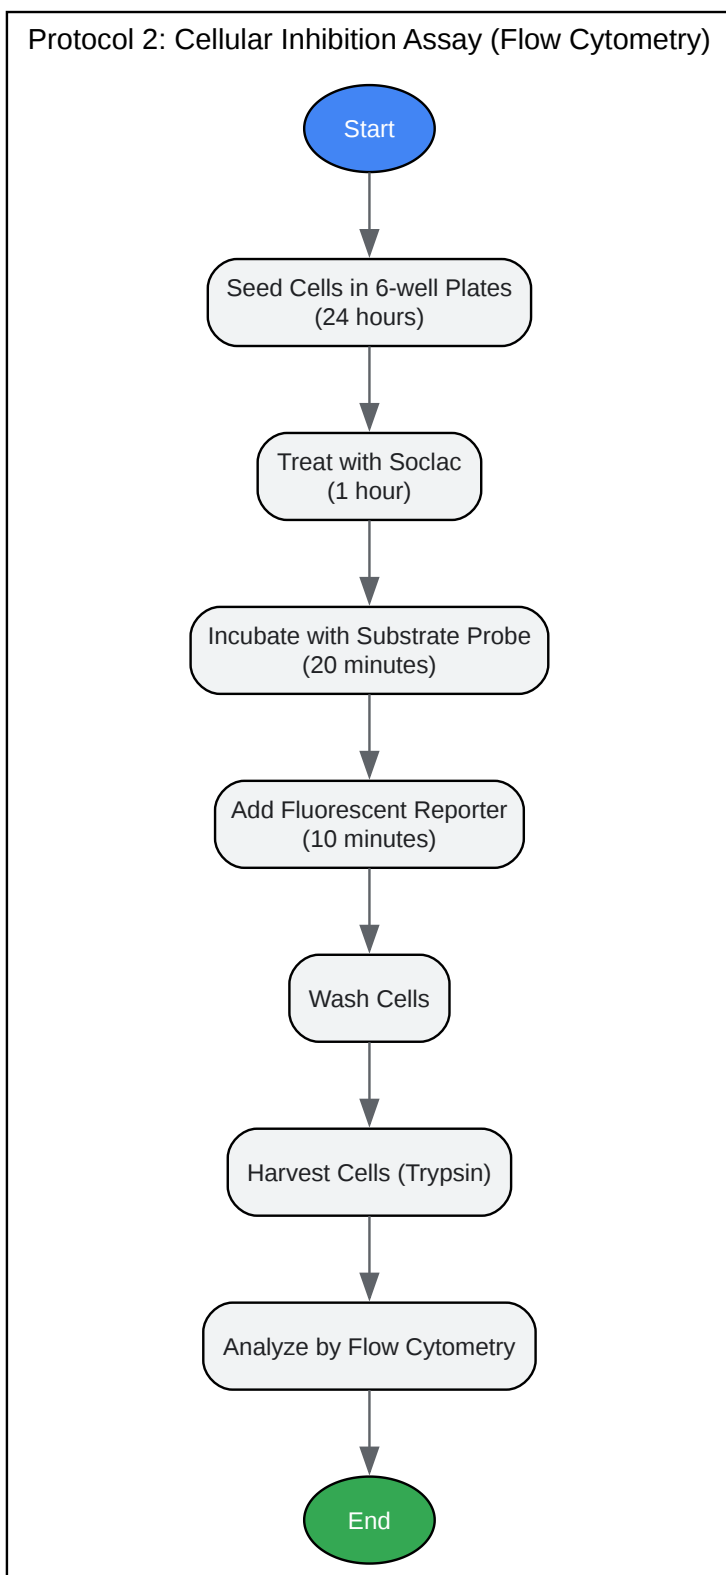 Protocol 2: Cellular Inhibition Assay (Flow Cytometry)
Start
Seed Cells in 6-well Plates
(24 hours)
Treat with Soclac
(1 hour)
Incubate with Substrate Probe
(20 minutes)
Add Fluorescent Reporter
(10 minutes)
Wash Cells
Harvest Cells (Trypsin)
Analyze by Flow Cytometry
End